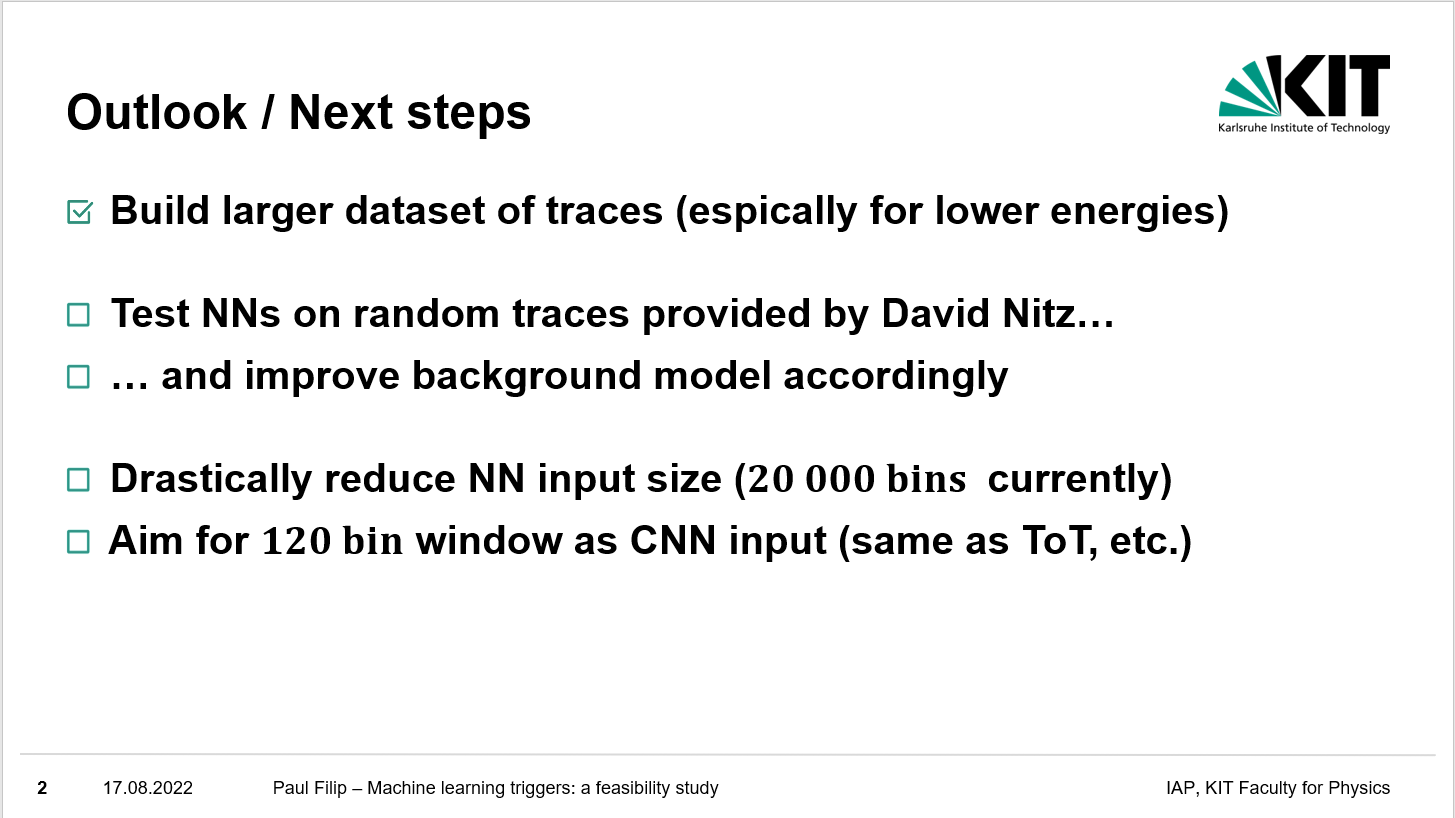 KIT
Karlsruhe Institute of Technology
Outlook / Next steps
Build larger dataset of traces (espically for lower energies)
Test NNs on random traces provided by David Nitz…
… and improve background model accordingly
Drastically reduce NN input size (20 000 bins currently)
Aim for 120 bin window as CNN input (same as ToT, etc.)
2 17.08.2022 Paul Filip – Machine learning triggers: a feasibility study IAP, KIT Faculty for Physics